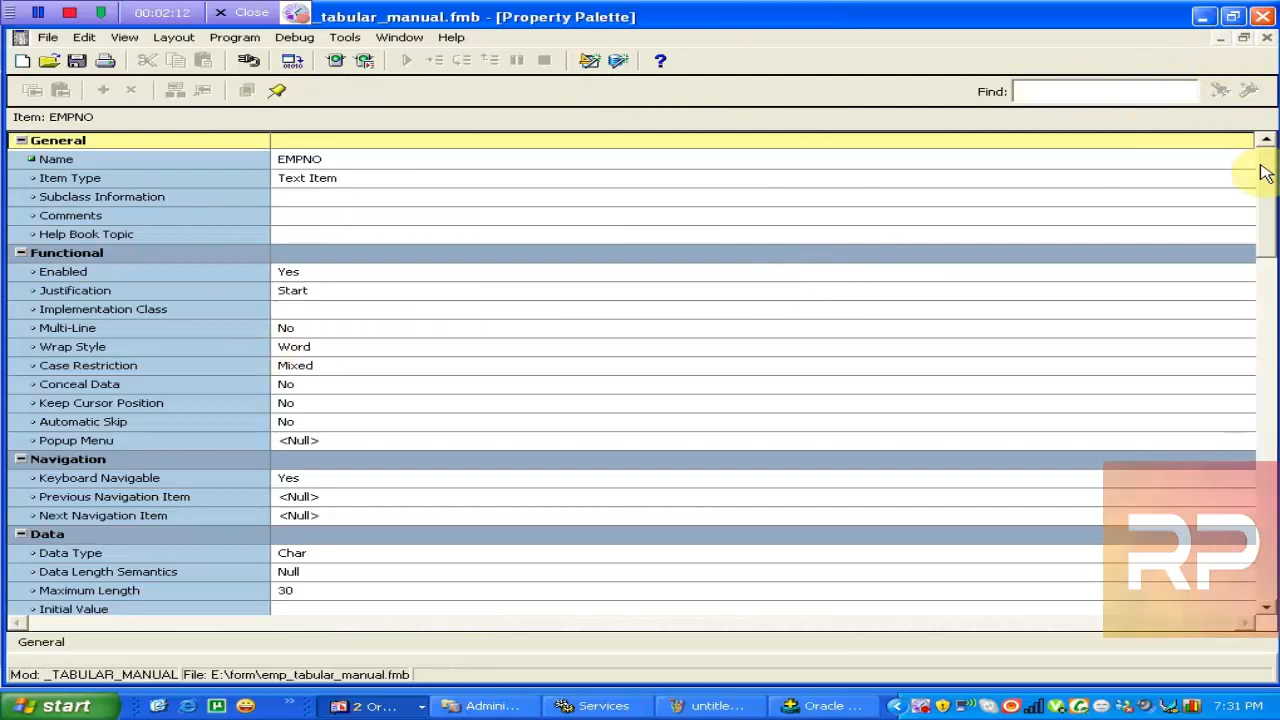 00:02:12 Close _tabular_manual.fmb - [Property Palette]
File Edit View Layout Program Debug Tools Window Help
Find:
Item: EMPNO
General
Name EMPNO
Item Type Text Item
Subclass Information
Comments
Help Book Topic
Functional
Enabled Yes
Justification Start
Implementation Class
Multi-Line No
Wrap Style Word
Case Restriction Mixed
Conceal Data No
Keep Cursor Position No
Automatic Skip No
Popup Menu <Null>
Navigation
Keyboard Navigable Yes
Previous Navigation Item <Null>
Next Navigation Item <Null>
Data
Data Type Char
Data Length Semantics Null
Maximum Length 30
Initial Value
RP
General
Mod: _TABULAR_MANUAL File: E:\form\emp_tabular_manual.fmb
start 2 Or... Admini... Services untitle... Oracle ... 7:31 PM